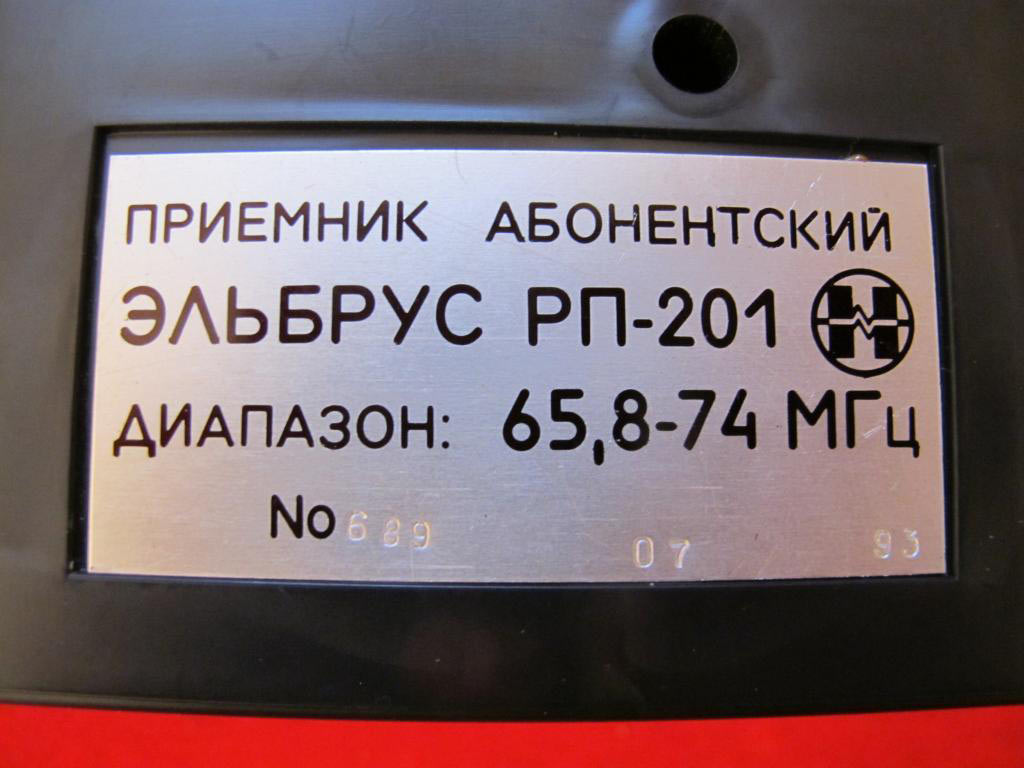 ПРИЕМНИК АБОНЕНТСКИЙ
ЭЛЬБРУС РП-201
ДИАПАЗОН: 65,8-74 МГц
No 689 07 93